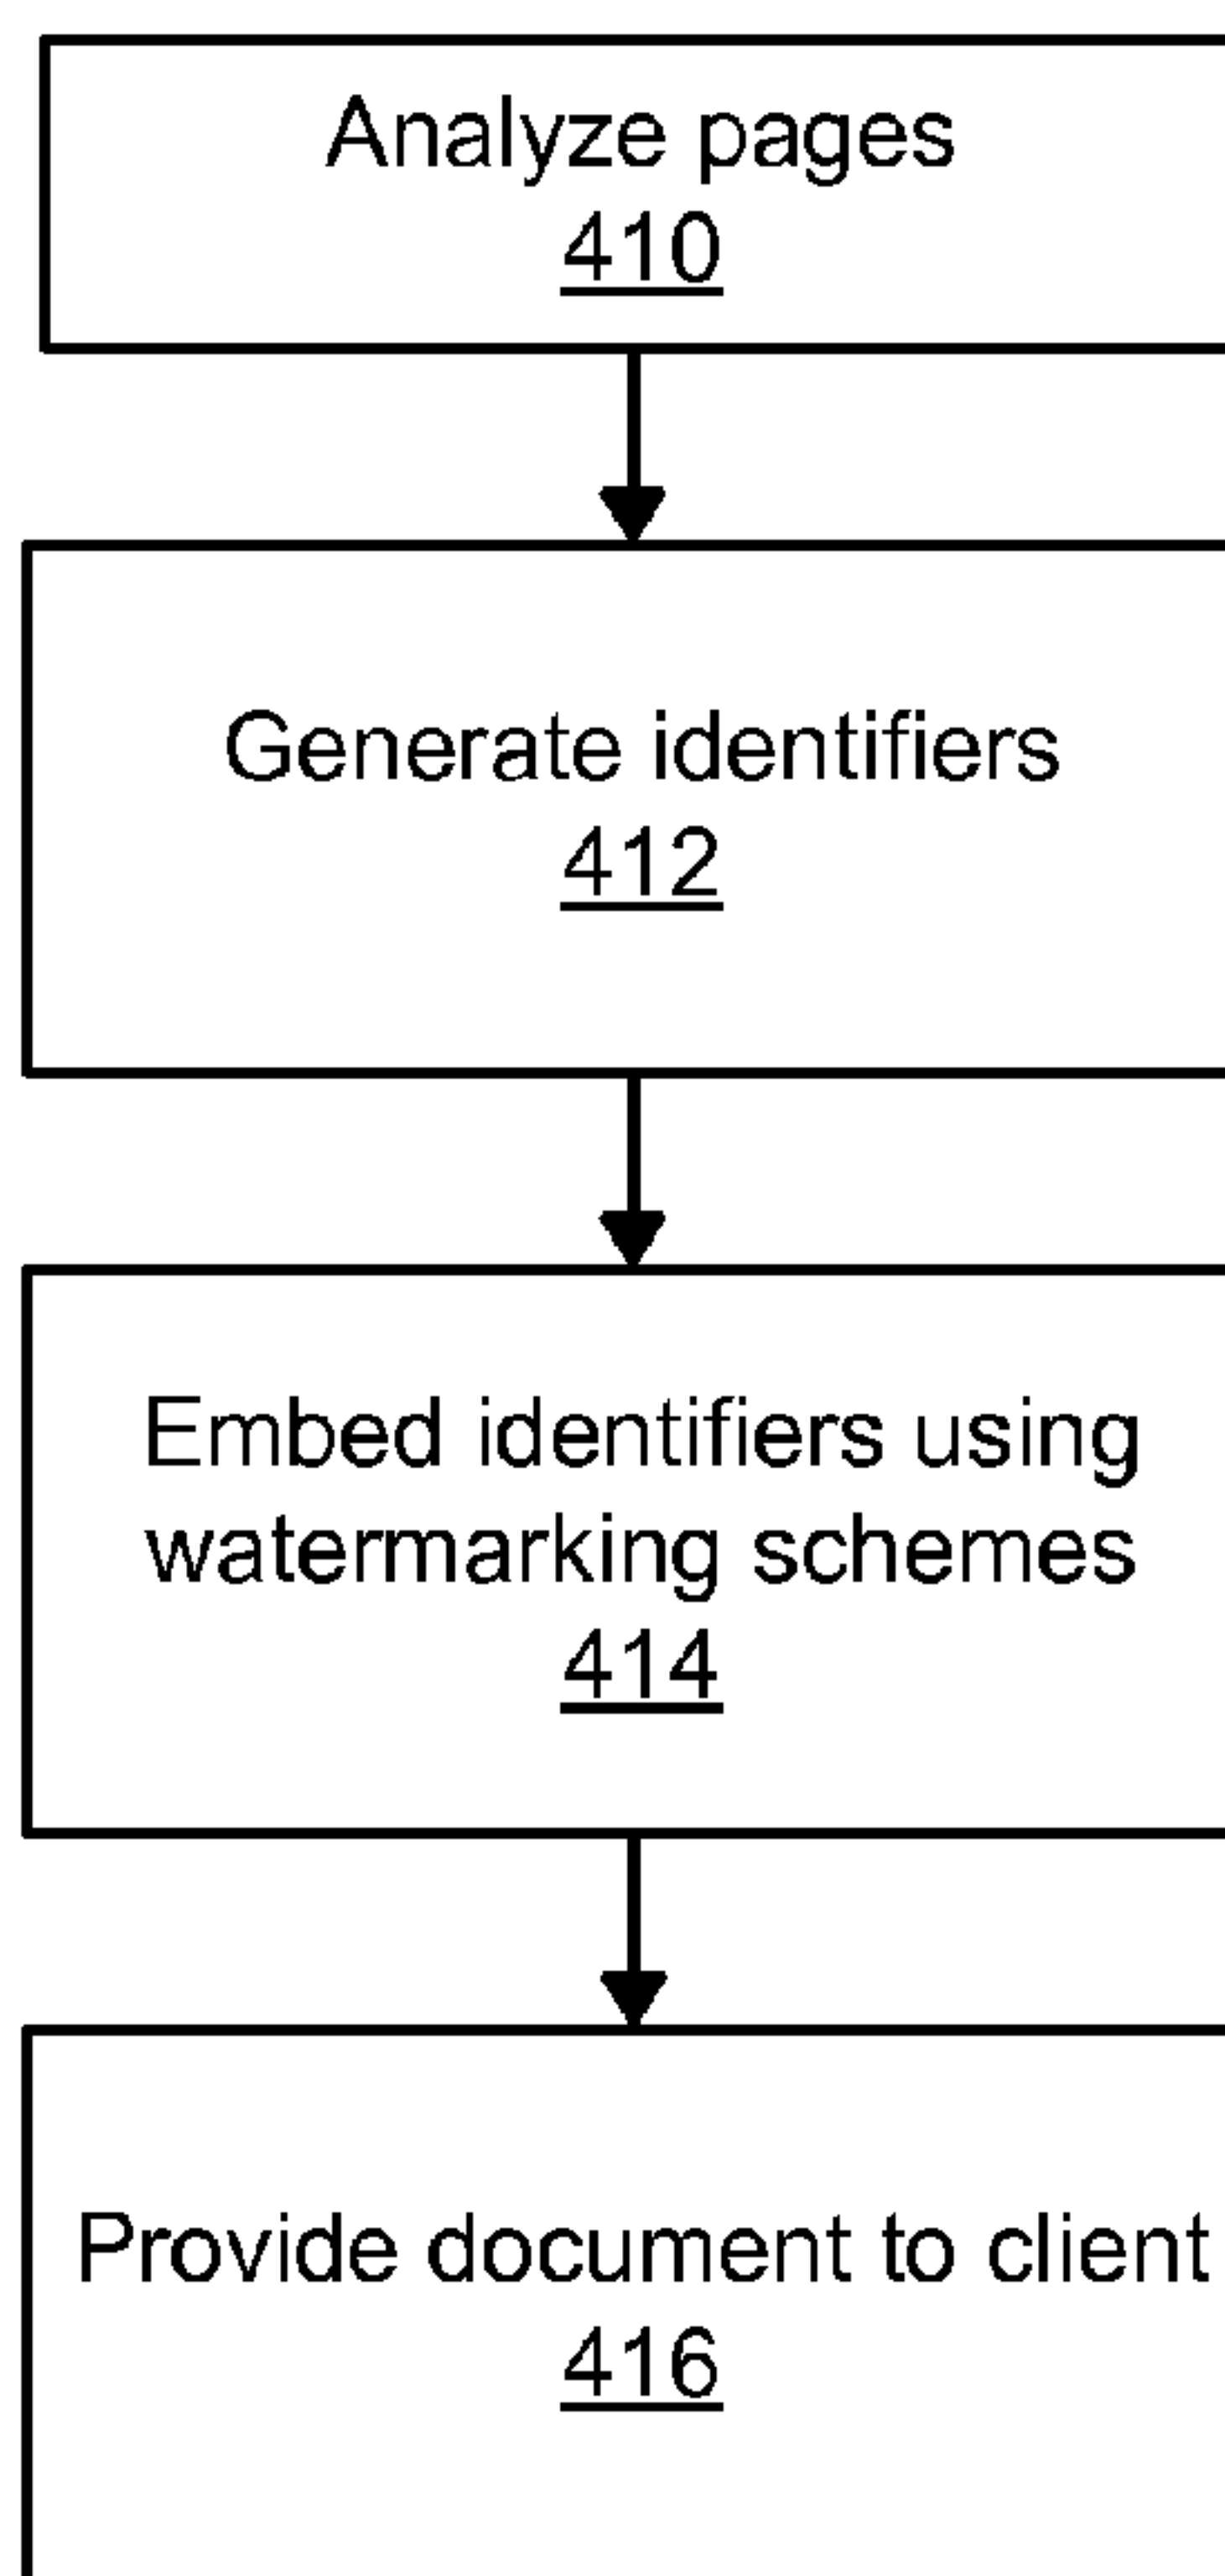 Analyze pages
410
Generate identifiers
412
Embed identifiers using
watermarking schemes
414
Provide document to client
416